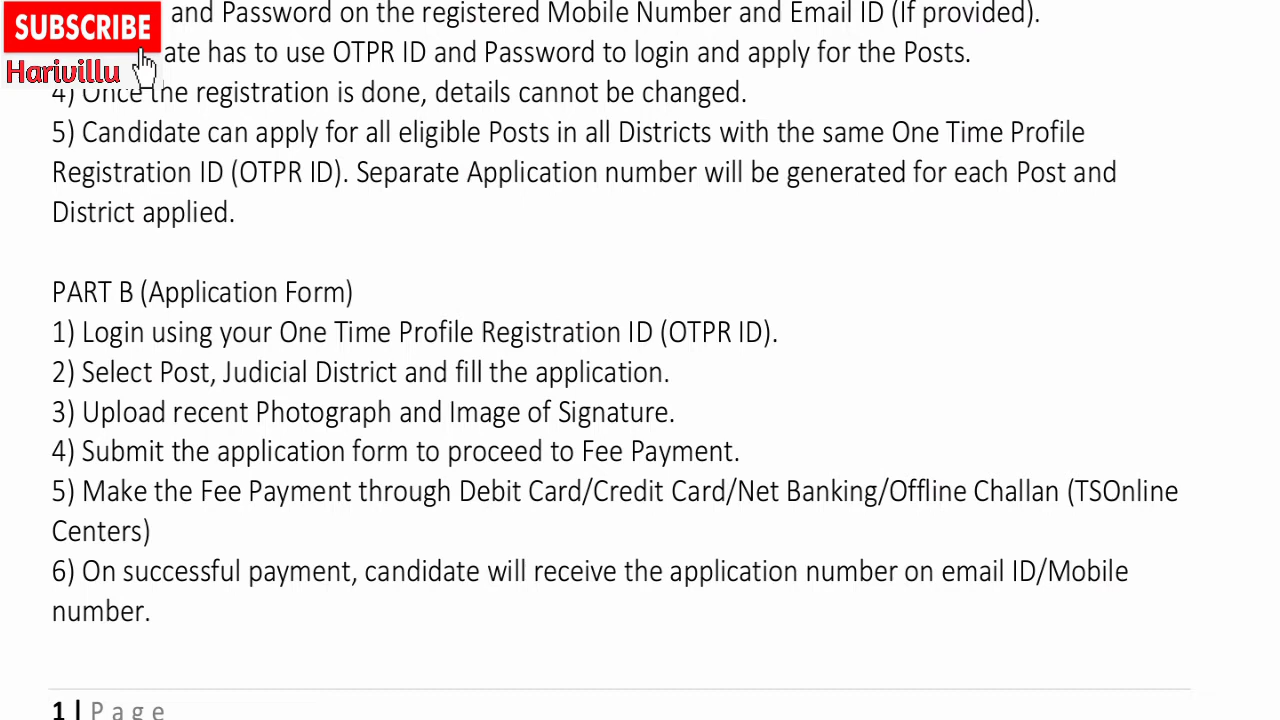 SUBSCRIBE
Harivillu
and Password on the registered Mobile Number and Email ID (If provided).
ate has to use OTPR ID and Password to login and apply for the Posts.
4) Once the registration is done, details cannot be changed.
5) Candidate can apply for all eligible Posts in all Districts with the same One Time Profile
Registration ID (OTPR ID). Separate Application number will be generated for each Post and
District applied.
PART B (Application Form)
1) Login using your One Time Profile Registration ID (OTPR ID).
2) Select Post, Judicial District and fill the application.
3) Upload recent Photograph and Image of Signature.
4) Submit the application form to proceed to Fee Payment.
5) Make the Fee Payment through Debit Card/Credit Card/Net Banking/Offline Challan (TSOnline
Centers)
6) On successful payment, candidate will receive the application number on email ID/Mobile
number.
1 | Page